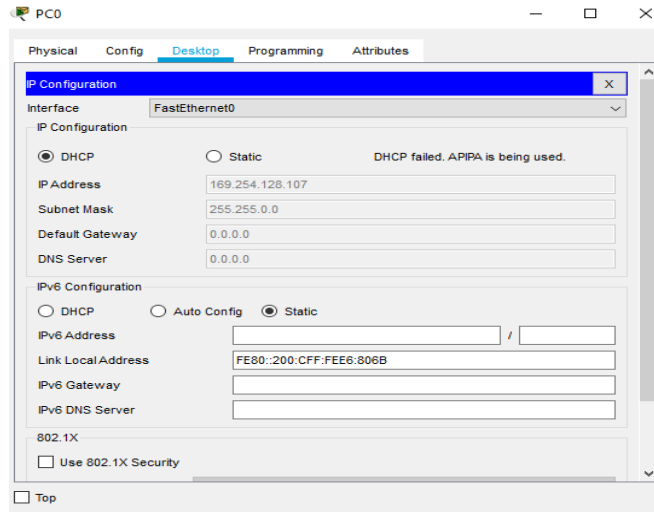 PC0
Physical Config Desktop Programming Attributes
IP Configuration X
Interface FastEthernet0
IP Configuration
DHCP Static DHCP failed. APIPA is being used.
IP Address 169.254.128.107
Subnet Mask 255.255.0.0
Default Gateway 0.0.0.0
DNS Server 0.0.0.0
IPv6 Configuration
DHCP Auto Config Static
IPv6 Address /
Link Local Address FE80::200:CFF:FEE6:806B
IPv6 Gateway
IPv6 DNS Server
802.1X
Use 802.1X Security
Top